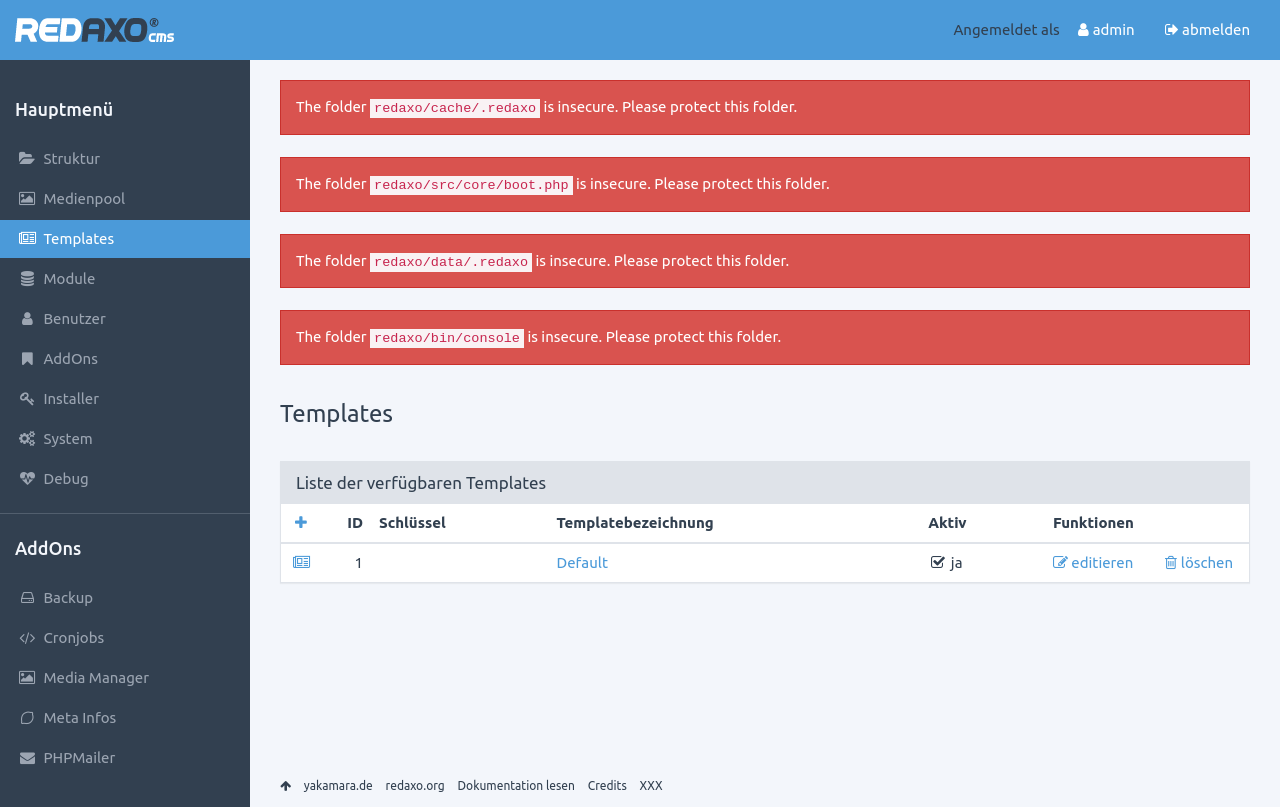 REDAXO® cms
Angemeldet als admin abmelden
Hauptmenü
Struktur
Medienpool
Templates
Module
Benutzer
AddOns
Installer
System
Debug
AddOns
Backup
Cronjobs
Media Manager
Meta Infos
PHPMailer
The folder redaxo/cache/.redaxo is insecure. Please protect this folder.
The folder redaxo/src/core/boot.php is insecure. Please protect this folder.
The folder redaxo/data/.redaxo is insecure. Please protect this folder.
The folder redaxo/bin/console is insecure. Please protect this folder.
Templates
Liste der verfügbaren Templates
ID Schlüssel Templatebezeichnung Aktiv Funktionen
1 Default ja editieren löschen
yakamara.de redaxo.org Dokumentation lesen Credits XXX